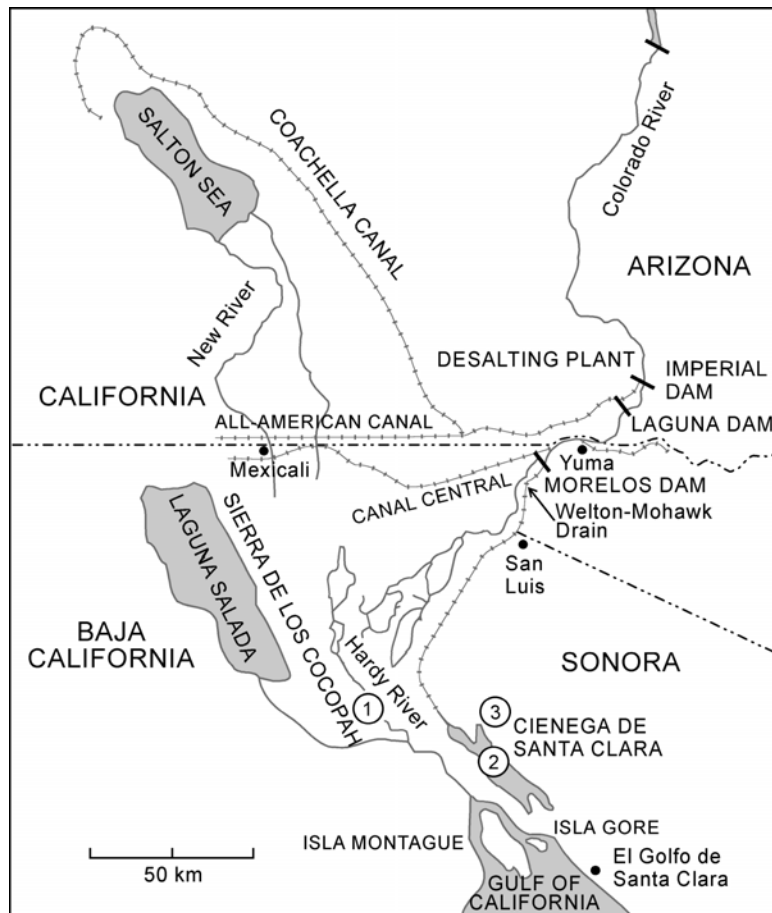 SALTON SEA
COACHELLA CANAL
Colorado River
ARIZONA
New River
DESALTING PLANT
IMPERIAL
DAM
CALIFORNIA
ALL-AMERICAN CANAL
LAGUNA DAM
Mexicali
Yuma
CANAL CENTRAL
MORELOS DAM
Welton-Mohawk
Drain
San
Luis
LAGUNA SALADA
SIERRA DE LOS COCOPAH
BAJA
CALIFORNIA
Hardy River
SONORA
1
3
CIENEGA DE
SANTA CLARA
2
ISLA MONTAGUE
ISLA GORE
50 km
El Golfo de
Santa Clara
GULF OF
CALIFORNIA